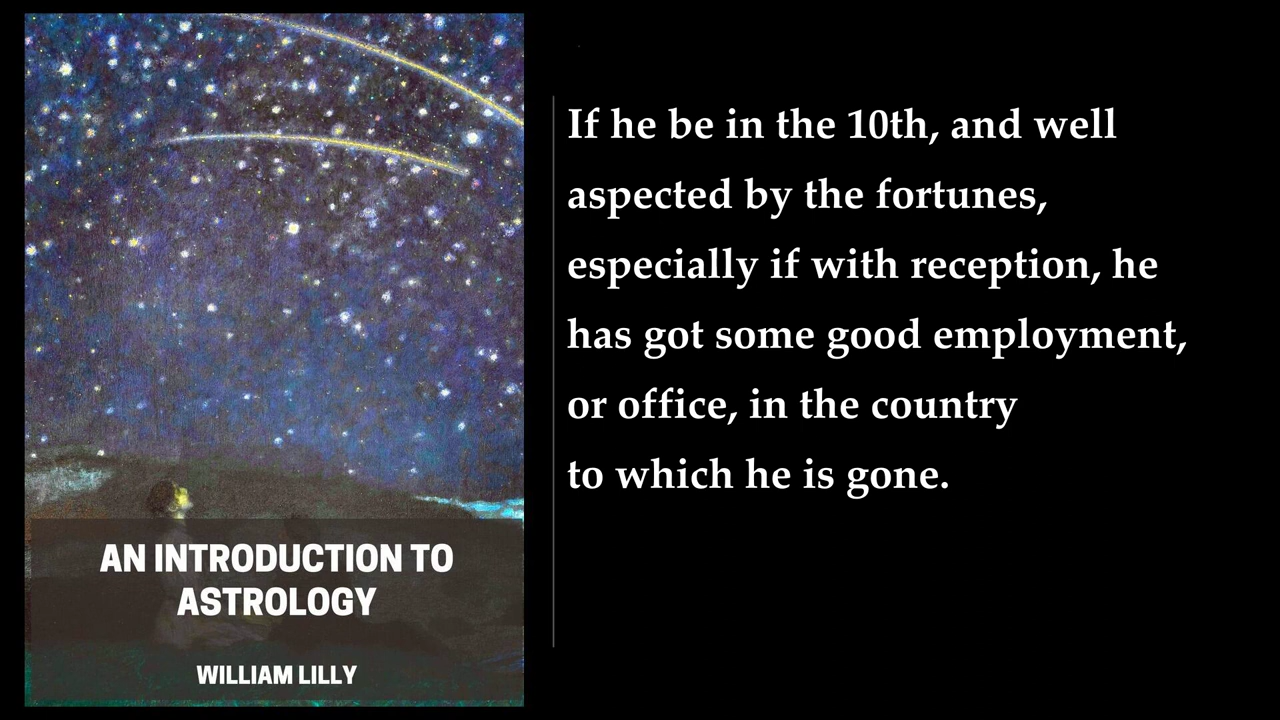 AN INTRODUCTION TO
ASTROLOGY
WILLIAM LILLY
If he be in the 10th, and well
aspected by the fortunes,
especially if with reception, he
has got some good employment,
or office, in the country
to which he is gone.